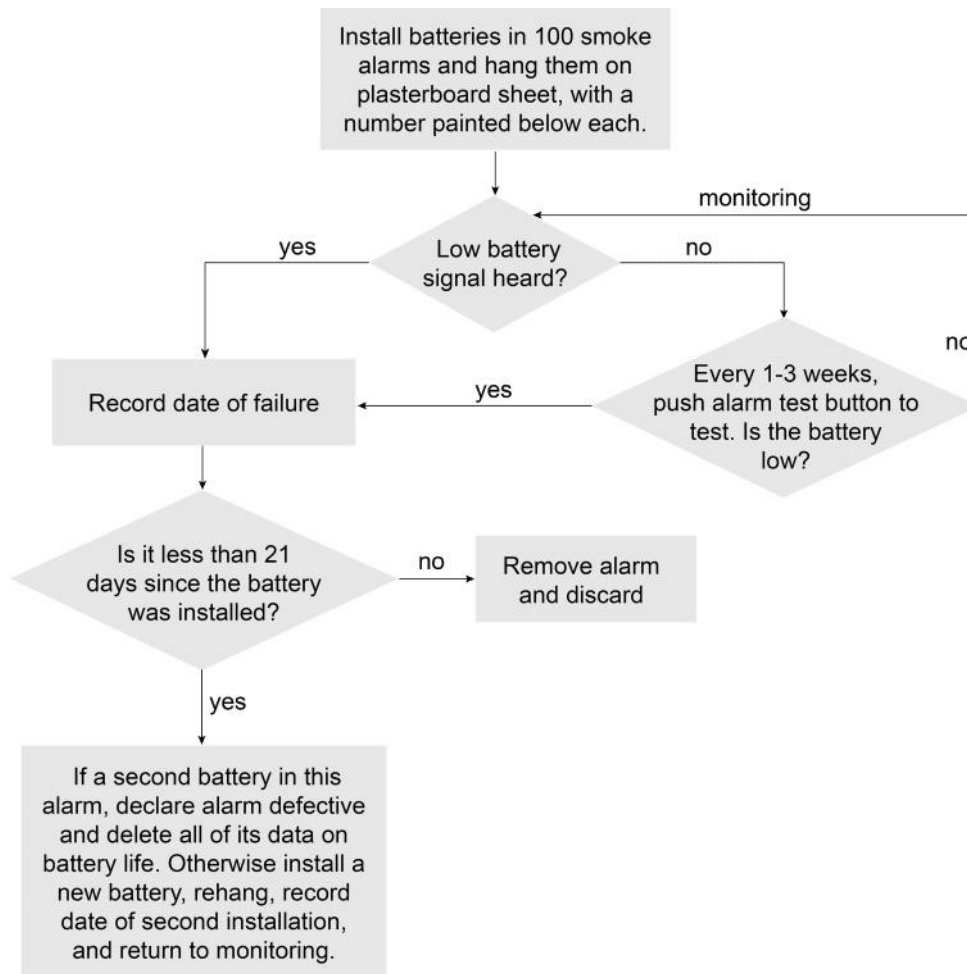 Install batteries in 100 smoke
alarms and hang them on
plasterboard sheet, with a
number painted below each.
monitoring
yes
Low battery
signal heard?
no
no
Record date of failure
yes
Every 1-3 weeks,
push alarm test button to
test. Is the battery
low?
Is it less than 21
days since the battery
was installed?
no
Remove alarm
and discard
yes
If a second battery in this
alarm, declare alarm defective
and delete all of its data on
battery life. Otherwise install a
new battery, rehang, record
date of second installation,
and return to monitoring.